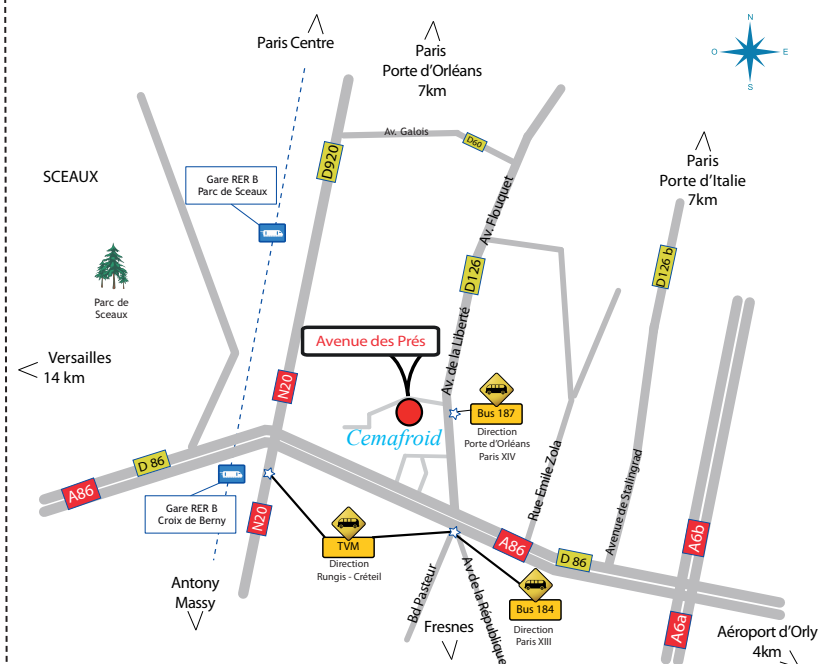 Paris Centre
Paris
Porte d'Orléans
7km
N
O
E
S
Av. Galois
D60
D920
SCEAUX
Gare RER B
Parc de Sceaux
Paris
Porte d'Italie
7km
Av. Flouquet
D126
D126 b
Parc de
Sceaux
Avenue des Prés
Av. de la Liberté
Versailles
14 km
N20
Bus 187
Direction
Porte d'Orléans
Paris XIV
Cemafroid
D 86
A86
Rue Emile Zola
Avenue de Stalingrad
Gare RER B
Croix de Berny
N20
TVM
Direction
Rungis - Créteil
A86
D 86
A6b
Antony
Massy
Bd Pasteur
Av de la République
Bus 184
Direction
Paris XIII
Fresnes
A6a
Aéroport d'Orly
4km